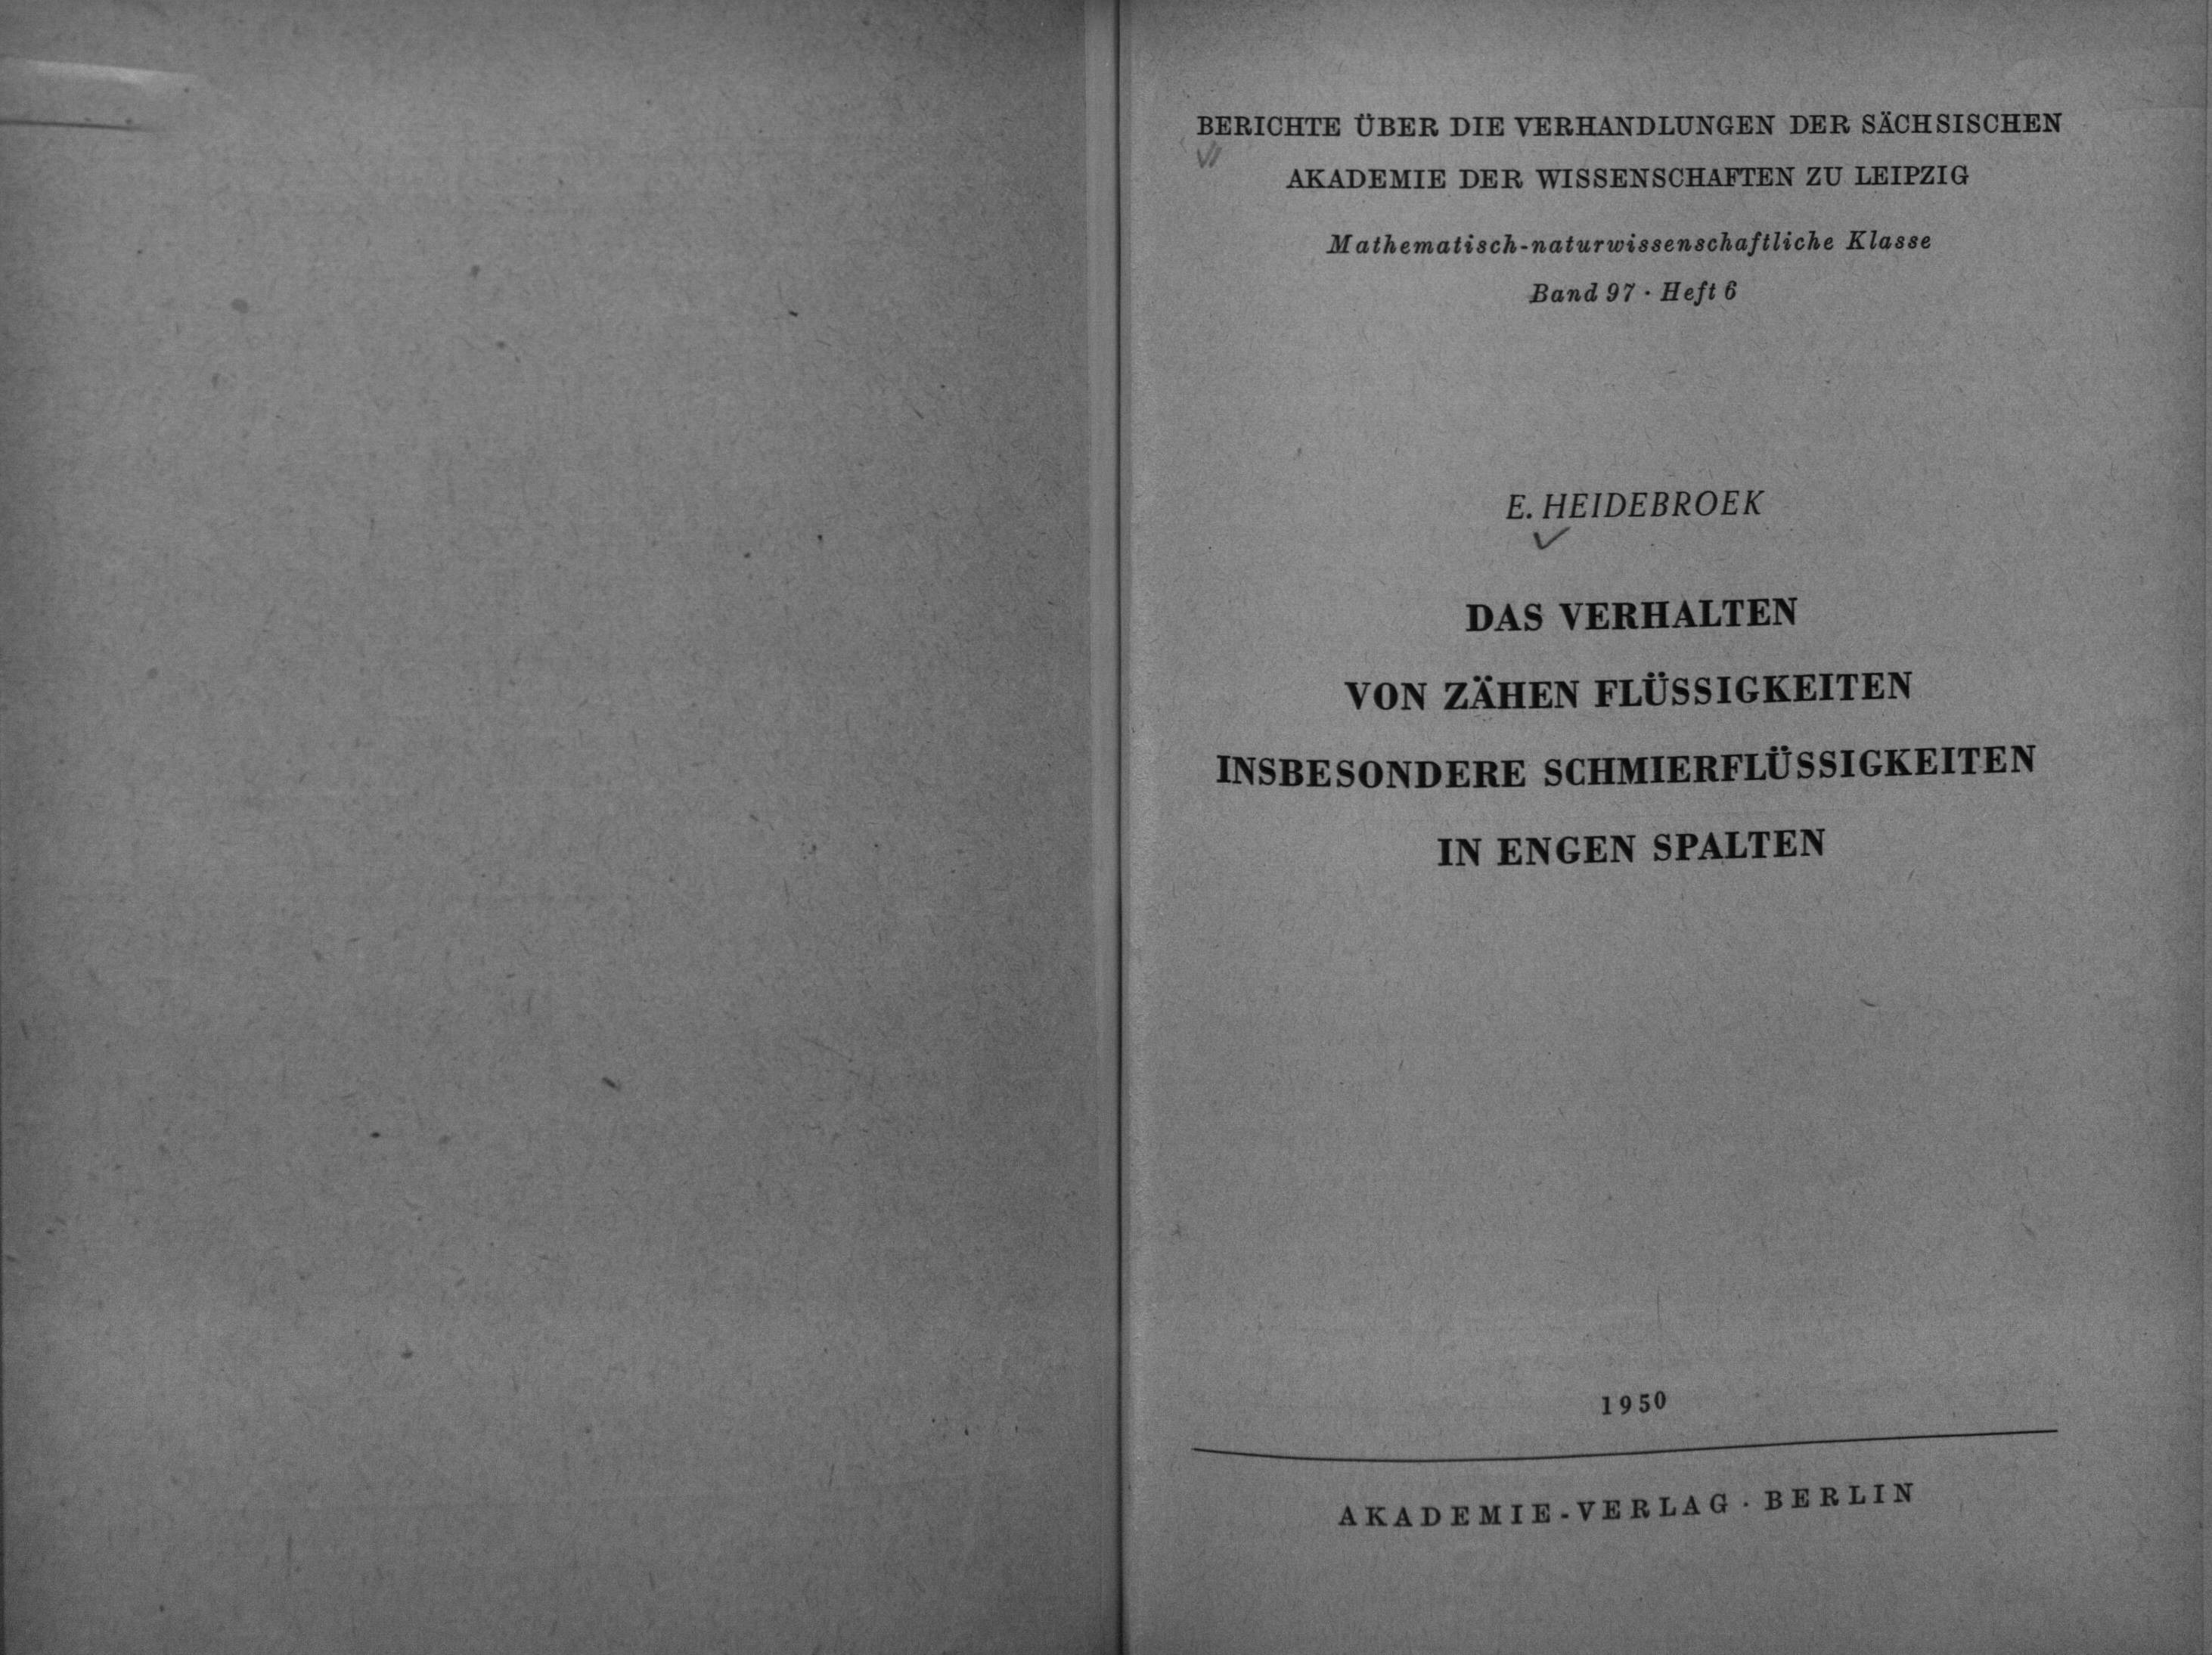 BERICHTE ÜBER DIE VERHANDLUNGEN DER SÄCHSISCHEN
AKADEMIE DER WISSENSCHAFTEN ZU LEIPZIG
Mathematisch-naturwissenschaftliche Klasse
Band 97 · Heft 6
E. HEIDEBROEK
DAS VERHALTEN
VON ZÄHEN FLÜSSIGKEITEN
INSBESONDERE SCHMIERFLÜSSIGKEITEN
IN ENGEN SPALTEN
1950
AKADEMIE-VERLAG · BERLIN